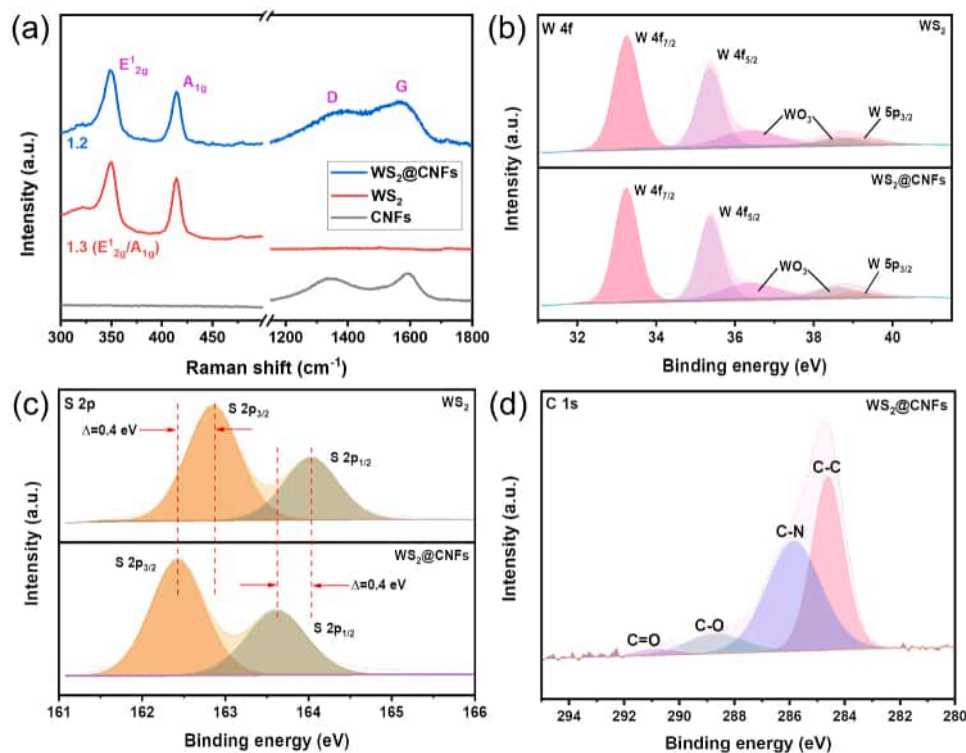 (a)
E¹₂g
A₁g
D
G
1.2
1.3 (E¹₂g/A₁g)
WS₂@CNFs
WS₂
CNFs
Intensity (a.u.)
300 350 400 450 1200 1400 1600 1800
Raman shift (cm⁻¹)
(b)
W 4f
WS₂
W 4f₇/₂
W 4f₅/₂
WO₃
W 5p₃/₂
WS₂@CNFs
W 4f₇/₂
W 4f₅/₂
WO₃
W 5p₃/₂
Intensity (a.u.)
32 34 36 38 40
Binding energy (eV)
(c)
S 2p
WS₂
S 2p₃/₂
Δ=0.4 eV
S 2p₁/₂
WS₂@CNFs
S 2p₃/₂
Δ=0.4 eV
S 2p₁/₂
Intensity (a.u.)
161 162 163 164 165 166
Binding energy (eV)
(d)
C 1s
WS₂@CNFs
C-C
C-N
C-O
C=O
Intensity (a.u.)
294 292 290 288 286 284 282 280
Binding energy (eV)